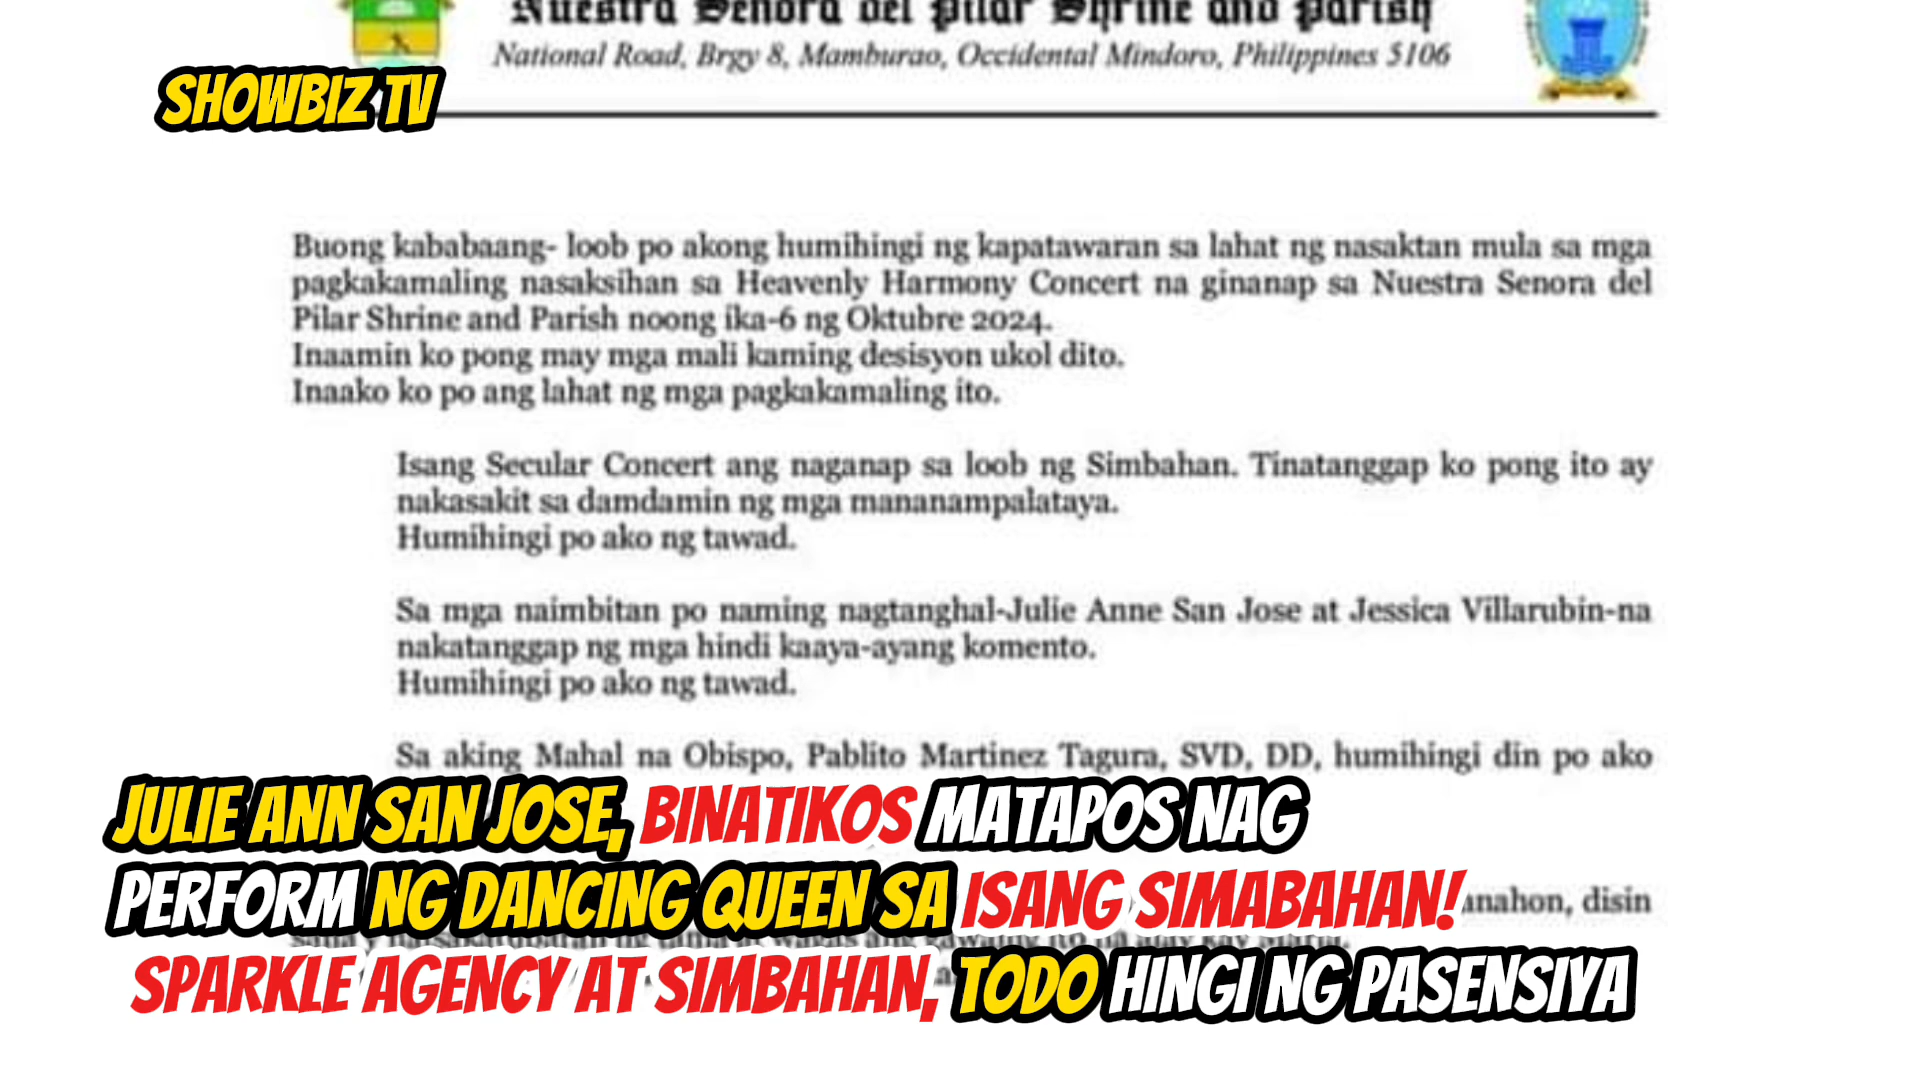 Nuestra Senora del Pilar Shrine and Parish
National Road, Brgy 8, Mamburao, Occidental Mindoro, Philippines 5106
SHOWBIZ TV
Buong kababaang- loob po akong humihingi ng kapatawaran sa lahat ng nasaktan mula sa mga
pagkakamaling nasaksihan sa Heavenly Harmony Concert na ginanap sa Nuestra Senora del
Pilar Shrine and Parish noong ika-6 ng Oktubre 2024.
Inaamin ko pong may mga mali kaming desisyon ukol dito.
Inaako ko po ang lahat ng mga pagkakamaling ito.
Isang Secular Concert ang naganap sa loob ng Simbahan. Tinatanggap ko pong ito ay
nakasakit sa damdamin ng mga mananampalataya.
Humihingi po ako ng tawad.
Sa mga naimbitan po naming nagtanghal-Julie Anne San Jose at Jessica Villarubin-na
nakatanggap ng mga hindi kaaya-ayang komento.
Humihingi po ako ng tawad.
Sa aking Mahal na Obispo, Pablito Martinez Tagura, SVD, DD, humihingi din po ako
JULIE ANN SAN JOSE, BINATIKOS MATAPOS NAG
PERFORM NG DANCING QUEEN SA ISANG SIMABAHAN!
disin
SPARKLE AGENCY AT SIMBAHAN, TODO HINGI NG PASENSIYA